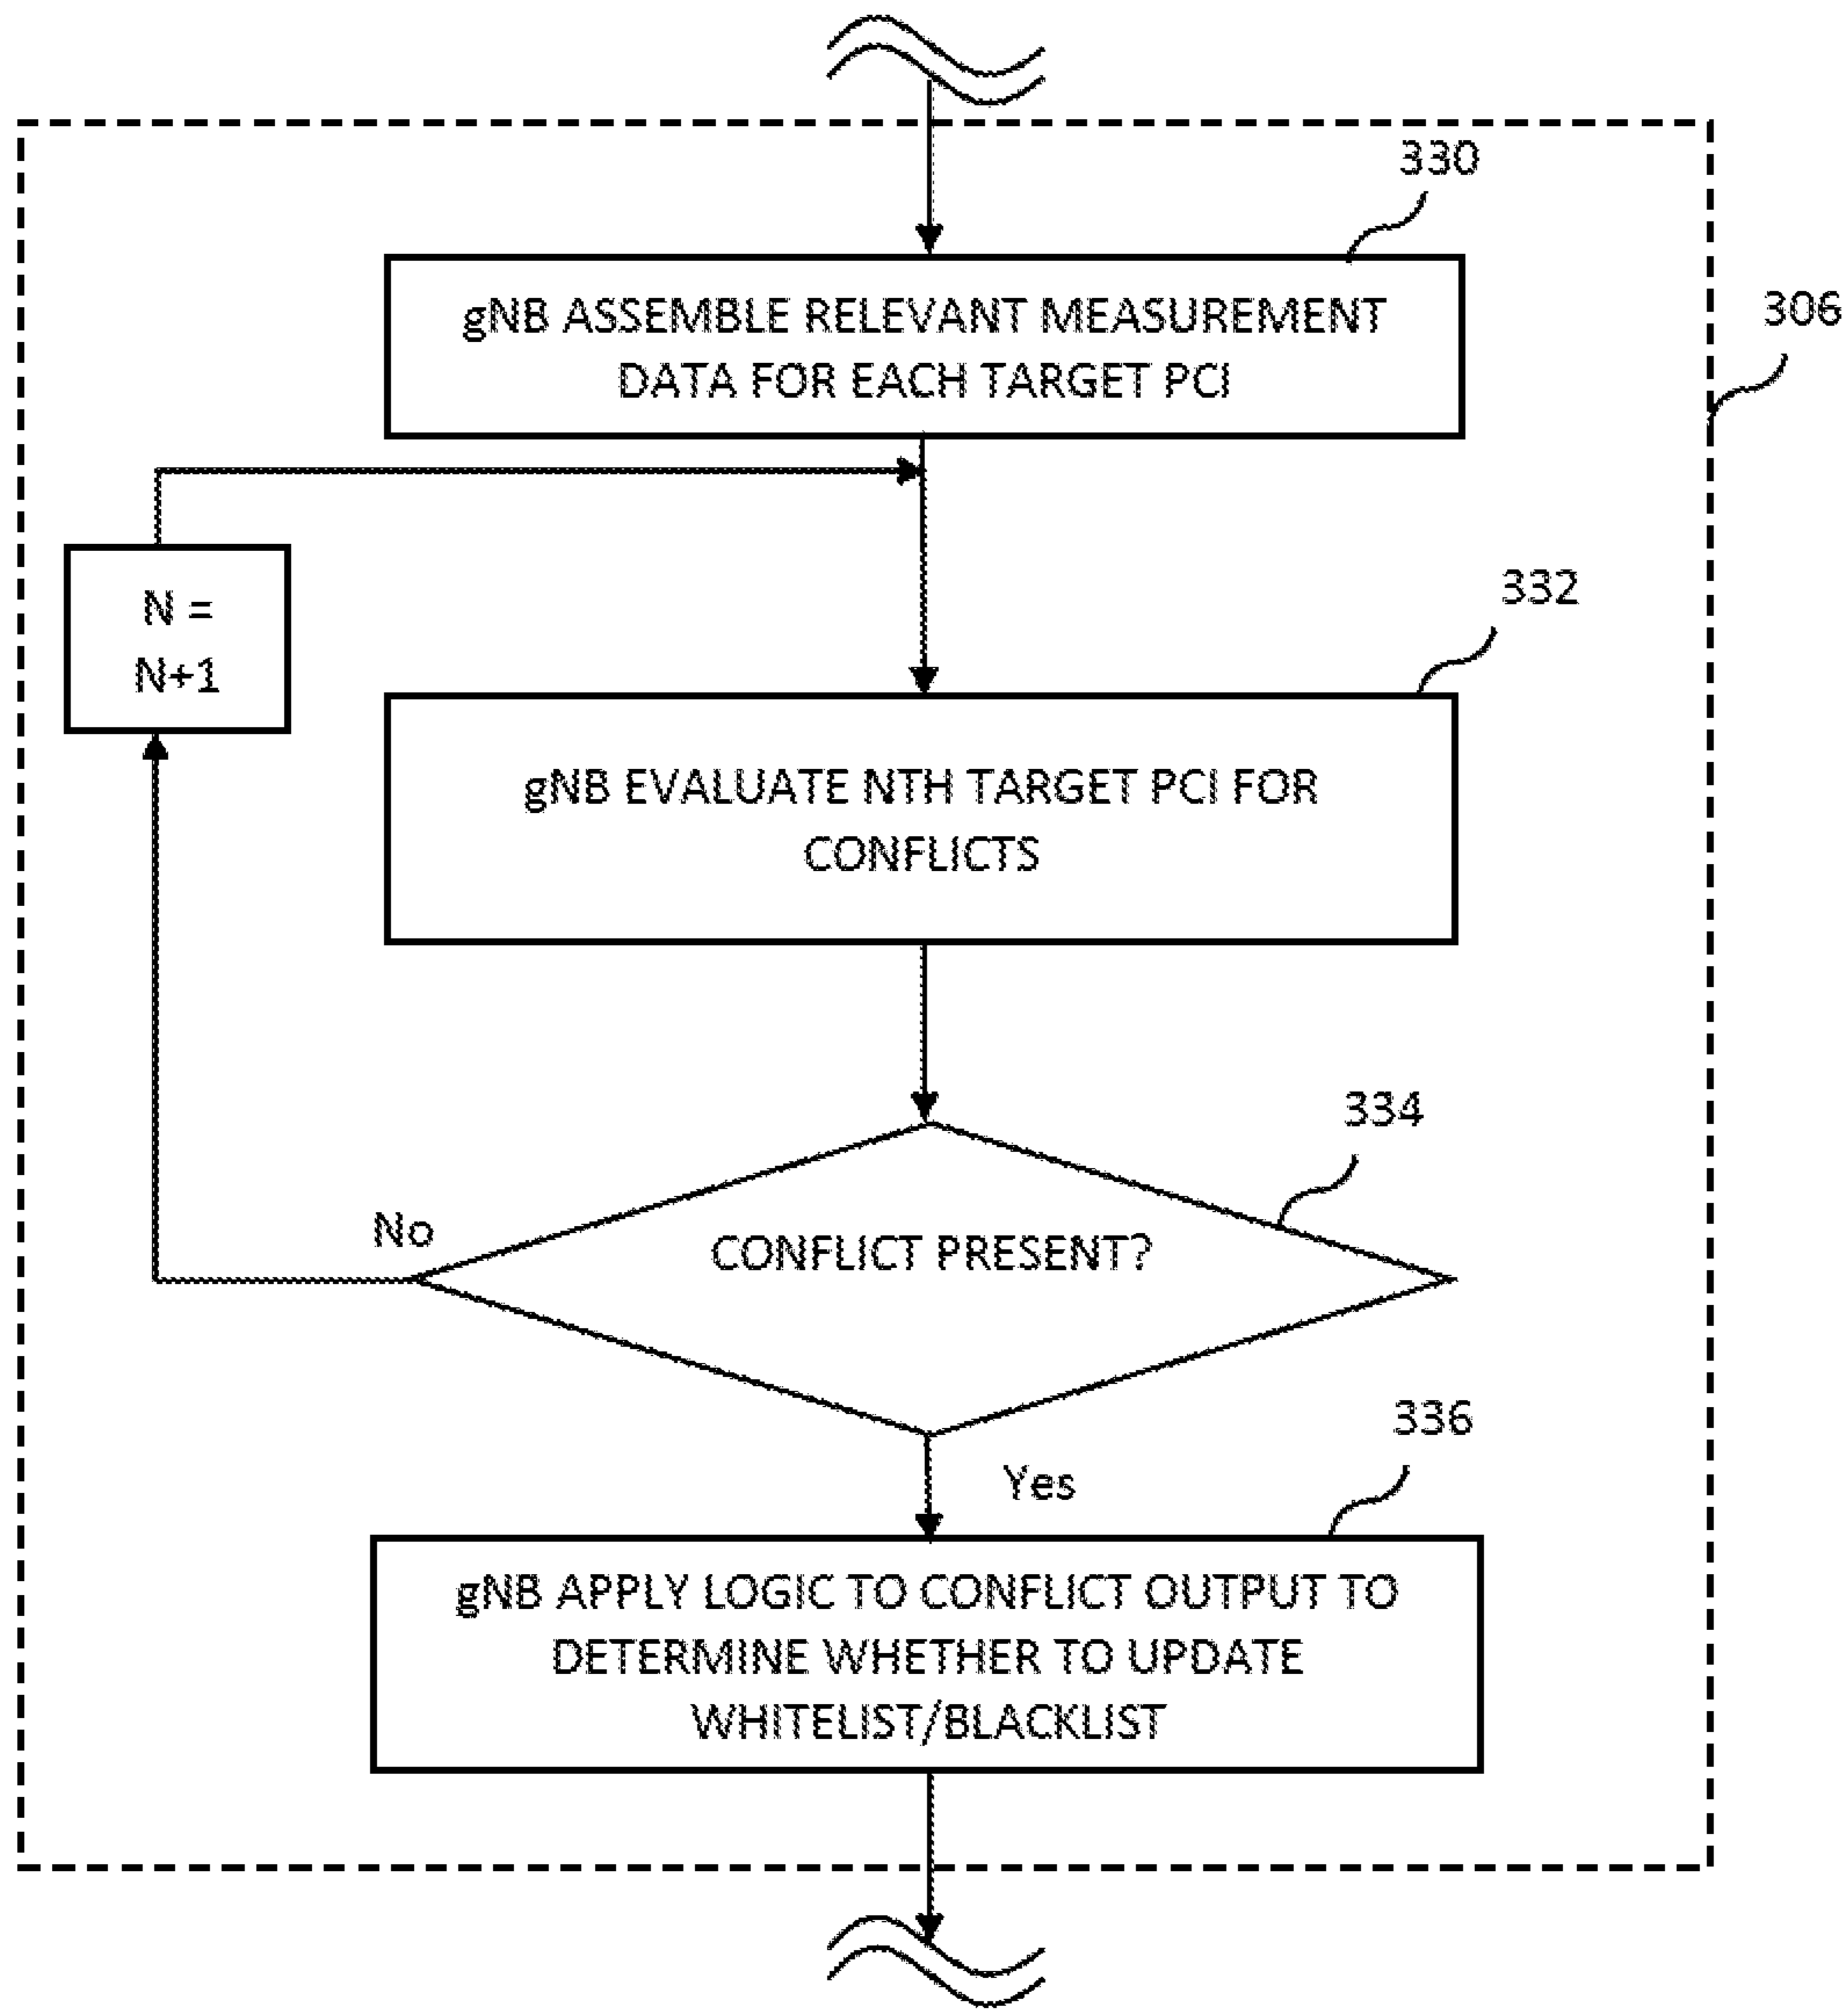 330
306
gNB ASSEMBLE RELEVANT MEASUREMENT
DATA FOR EACH TARGET PCI
N =
N+1
332
gNB EVALUATE NTH TARGET PCI FOR
CONFLICTS
334
No
CONFLICT PRESENT?
336
Yes
gNB APPLY LOGIC TO CONFLICT OUTPUT TO
DETERMINE WHETHER TO UPDATE
WHITELIST/BLACKLIST